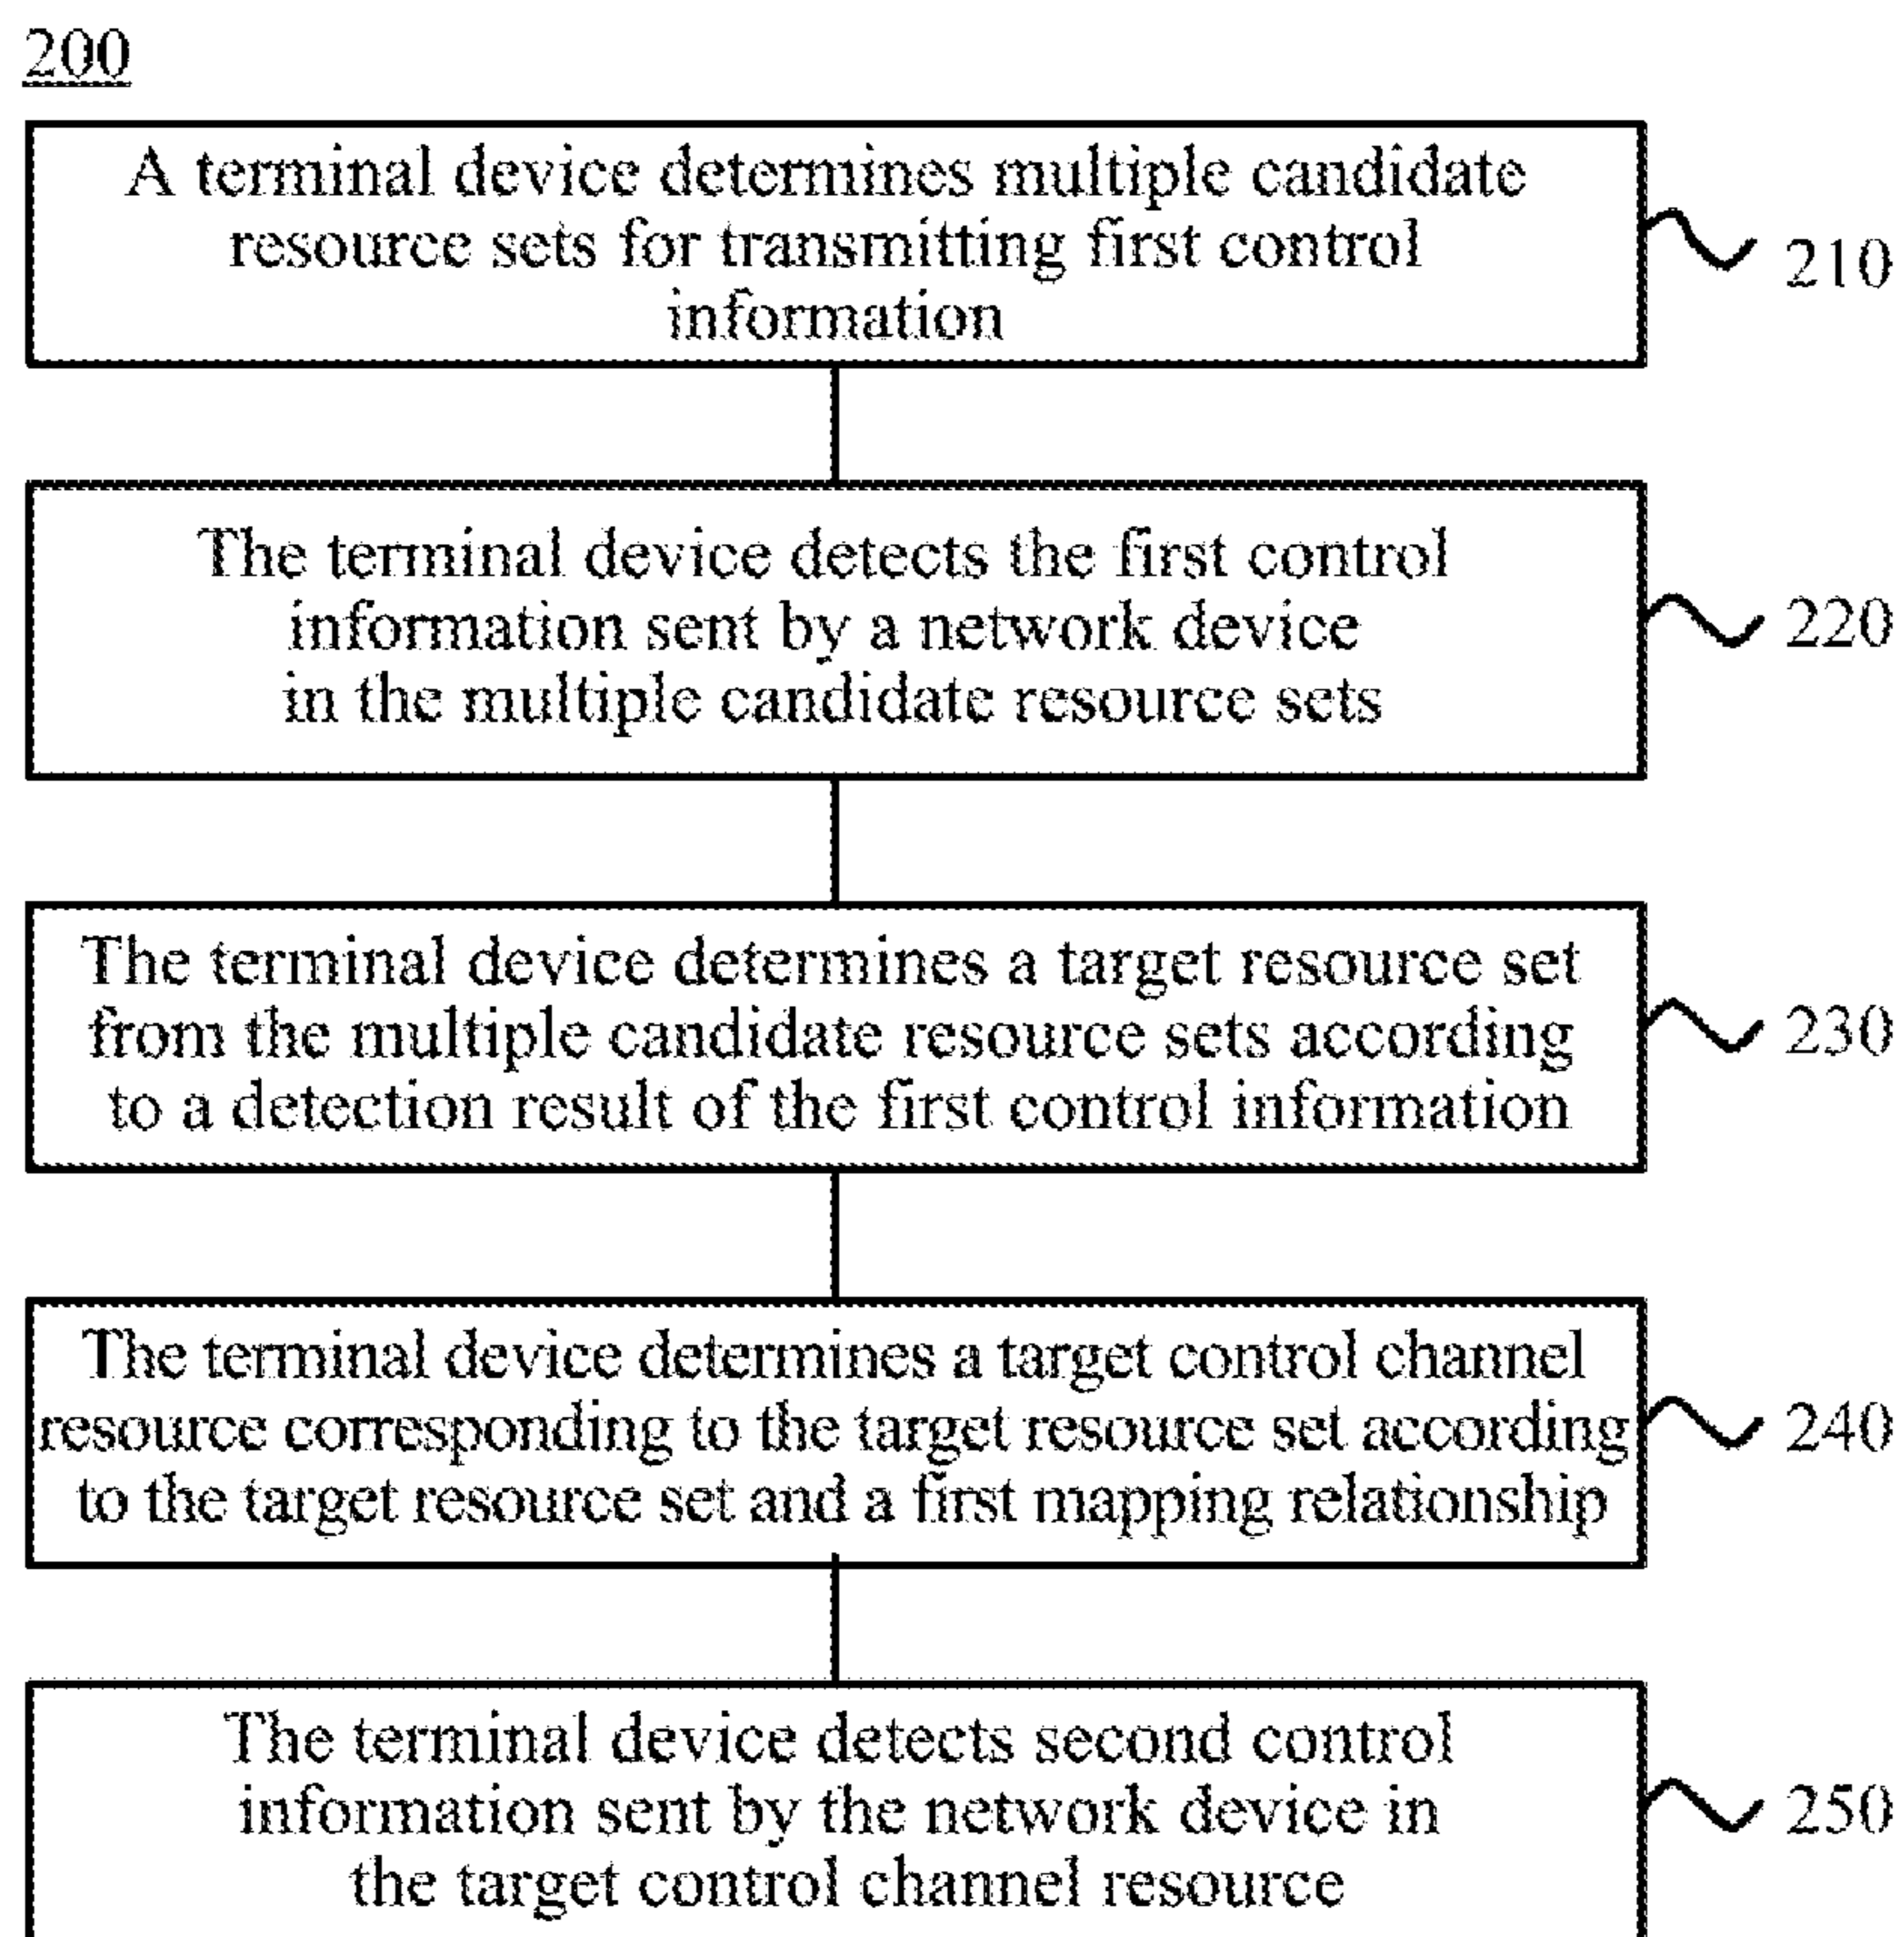 200
A terminal device determines multiple candidate
resource sets for transmitting first control
information
210
The terminal device detects the first control
information sent by a network device
in the multiple candidate resource sets
220
The terminal device determines a target resource set
from the multiple candidate resource sets according
to a detection result of the first control information
230
The terminal device determines a target control channel
resource corresponding to the target resource set according
to the target resource set and a first mapping relationship
240
The terminal device detects second control
information sent by the network device in
the target control channel resource
250